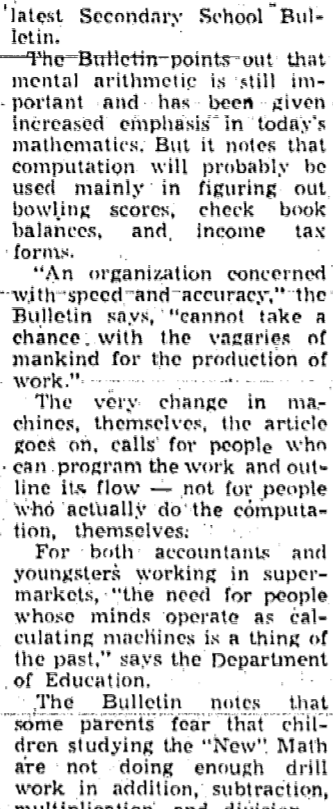 latest Secondary School Bul-
letin.
The Bulletin points out that
mental arithmetic is still im-
portant and has been given
increased emphasis in today's
mathematics. But it notes that
computation will probably be
used mainly in figuring out
bowling scores, check book
balances, and income tax
forms.
"An organization concerned
with speed and accuracy," the
Bulletin says, "cannot take a
chance with the vagaries of
mankind for the production of
work."
The very change in ma-
chines, themselves, the article
goes on, calls for people who
can program the work and out-
line its flow — not for people
who actually do the computa-
tion, themselves.
For both accountants and
youngsters working in super-
markets, "the need for people
whose minds operate as cal-
culating machines is a thing of
the past," says the Department
of Education.
The Bulletin notes that
some parents fear that chil-
dren studying the "New" Math
are not doing enough drill
work in addition, subtraction,
multiplication and division